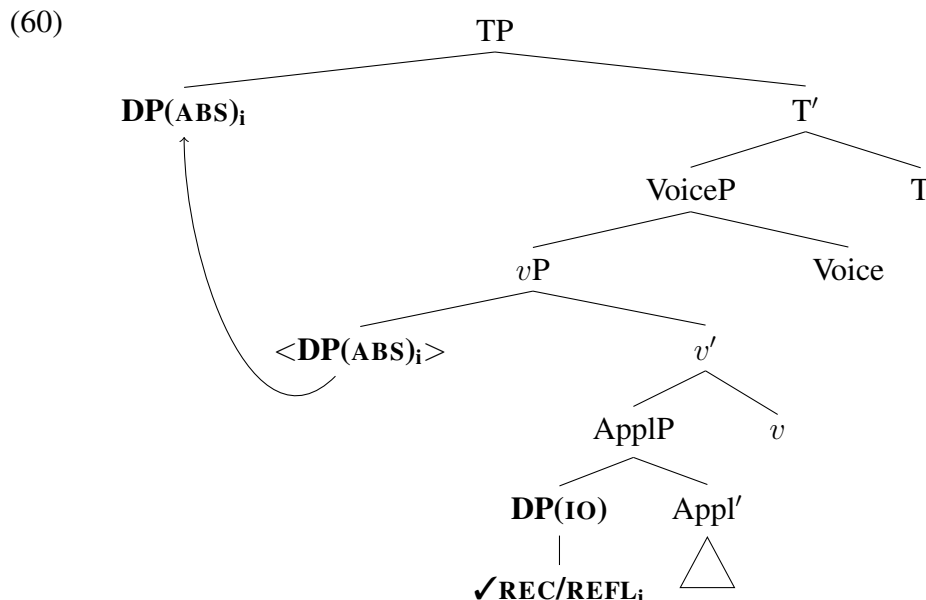 (60)
TP
DP(ABS)i T′
VoiceP T
vP Voice
<DP(ABS)i> v′
ApplP v
DP(IO) Appl′
✓REC/REFLi